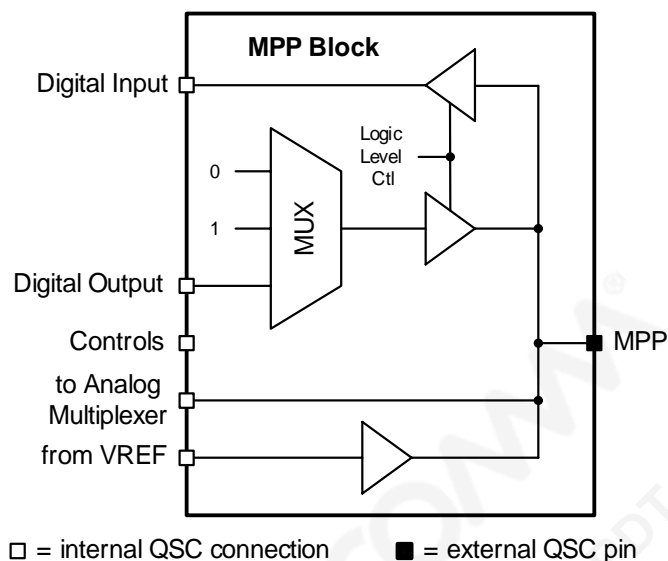 MPP Block
Digital Input
Logic
Level
Ctl
0
1
MUX
Digital Output
Controls
MPP
to Analog
Multiplexer
from VREF
= internal QSC connection
= external QSC pin